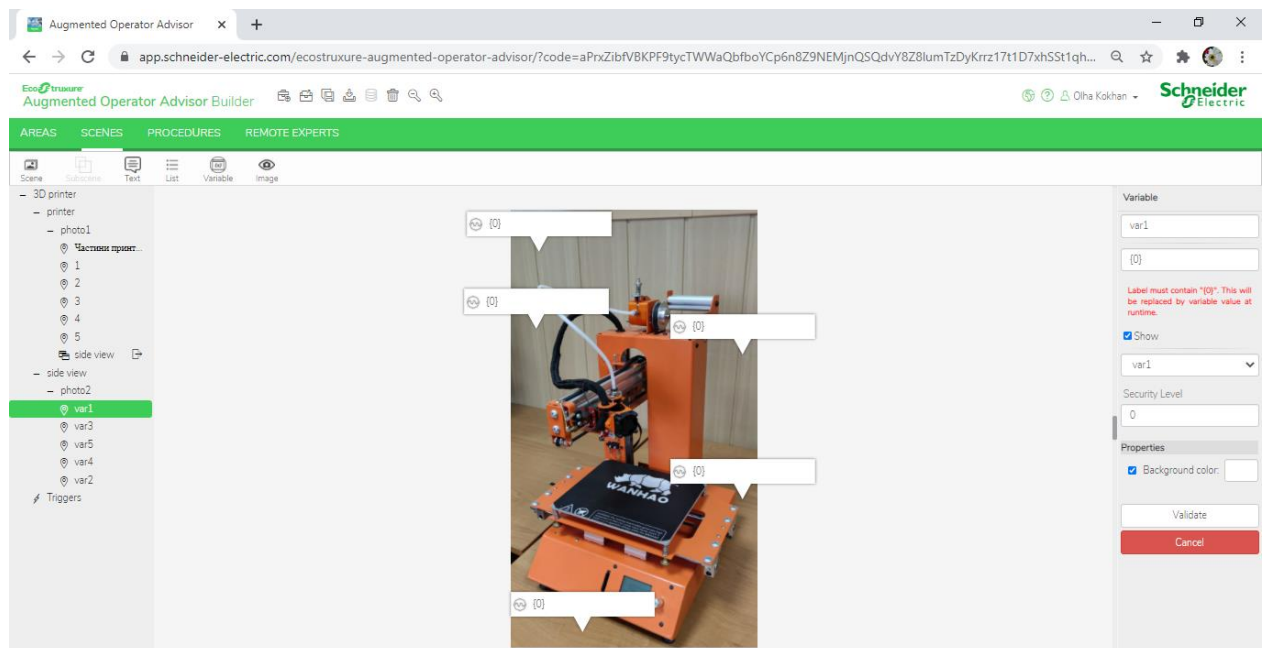 Augmented Operator Advisor
app.schneider-electric.com/ecostruxure-augmented-operator-advisor/?code=aPrxZibfVBKPF9tycTWWaQbfboYCp6n8Z9NEMjnQSQdvY8Z8lumTzDyKrrz17t1D7xhSSt1qh...
EcoStruxure
Augmented Operator Advisor Builder
Olha Kokhan
Schneider
Electric
AREAS SCENES PROCEDURES REMOTE EXPERTS
Scene Subscene Text List Variable Image
3D printer
printer
photo1
Частини принт...
1
2
3
4
5
side view
side view
photo2
var1
var3
var5
var4
var2
Triggers
{0}
{0}
{0}
{0}
{0}
WANHAO
Variable
var1
{0}
Label must contain "{0}". This will
be replaced by variable value at
runtime.
Show
var1
Security Level
0
Properties
Background color:
Validate
Cancel